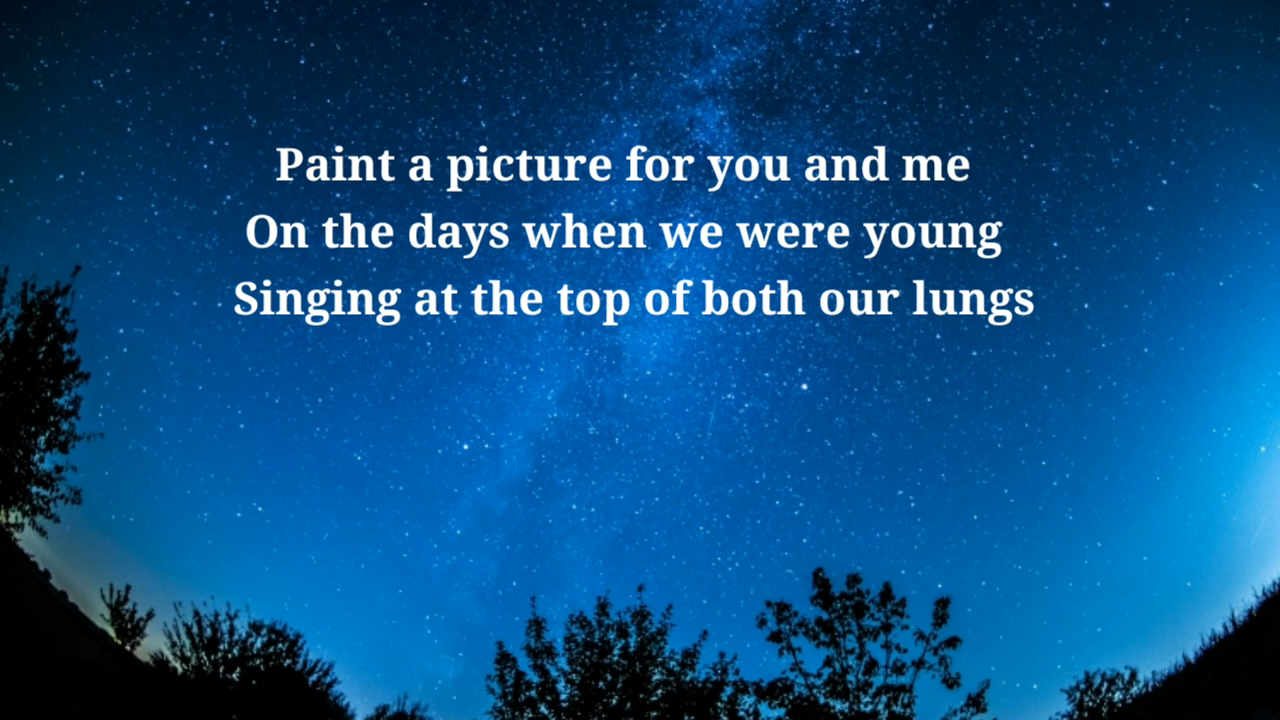 Paint a picture for you and me
On the days when we were young
Singing at the top of both our lungs